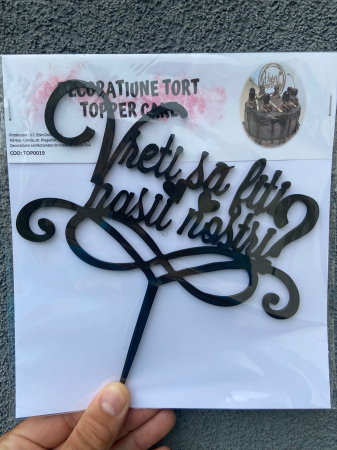 DECORATIUNE TORT
TOPPER CAKE
COD: TOP0019
Vreti sa fiti
nasii nostri?